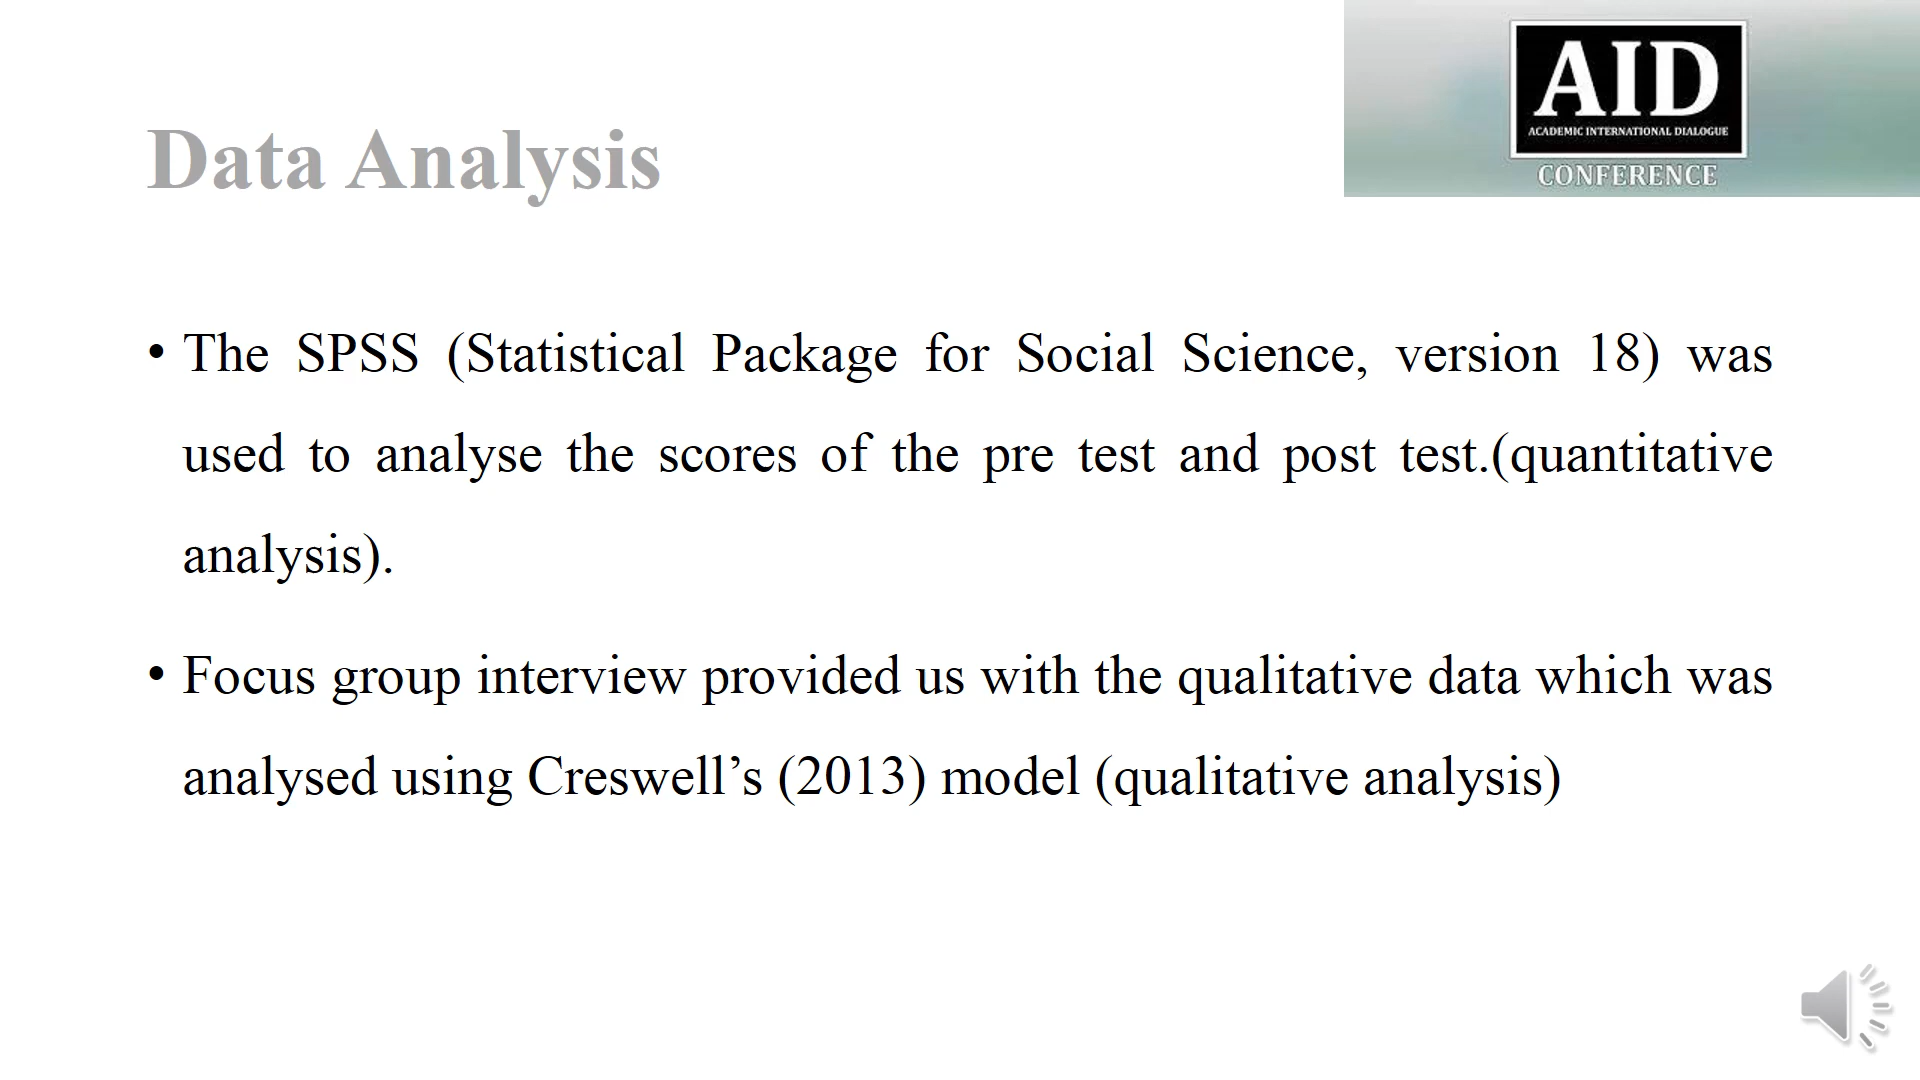 AID
ACADEMIC INTERNATIONAL DIALOGUE
CONFERENCE
Data Analysis
• The SPSS (Statistical Package for Social Science, version 18) was
used to analyse the scores of the pre test and post test.(quantitative
analysis).
• Focus group interview provided us with the qualitative data which was
analysed using Creswell’s (2013) model (qualitative analysis)